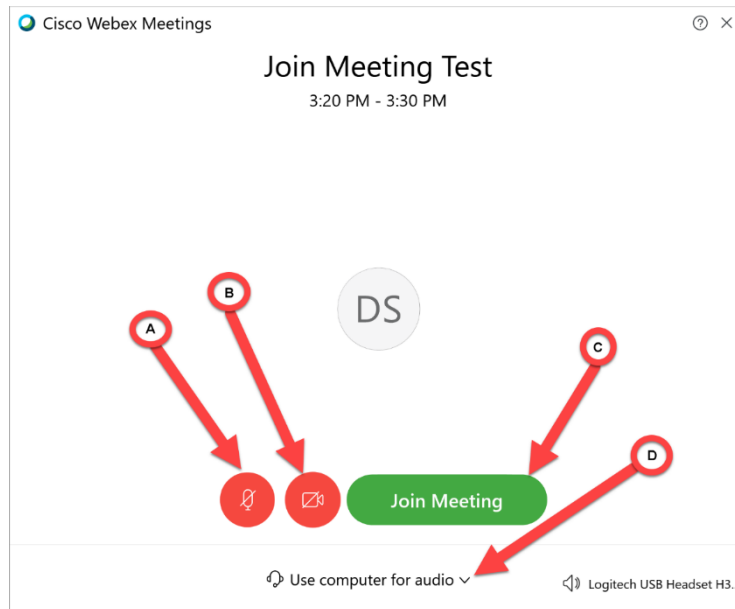 Cisco Webex Meetings
Join Meeting Test
3:20 PM - 3:30 PM
B
DS
A
C
D
Join Meeting
Use computer for audio
Logitech USB Headset H3.